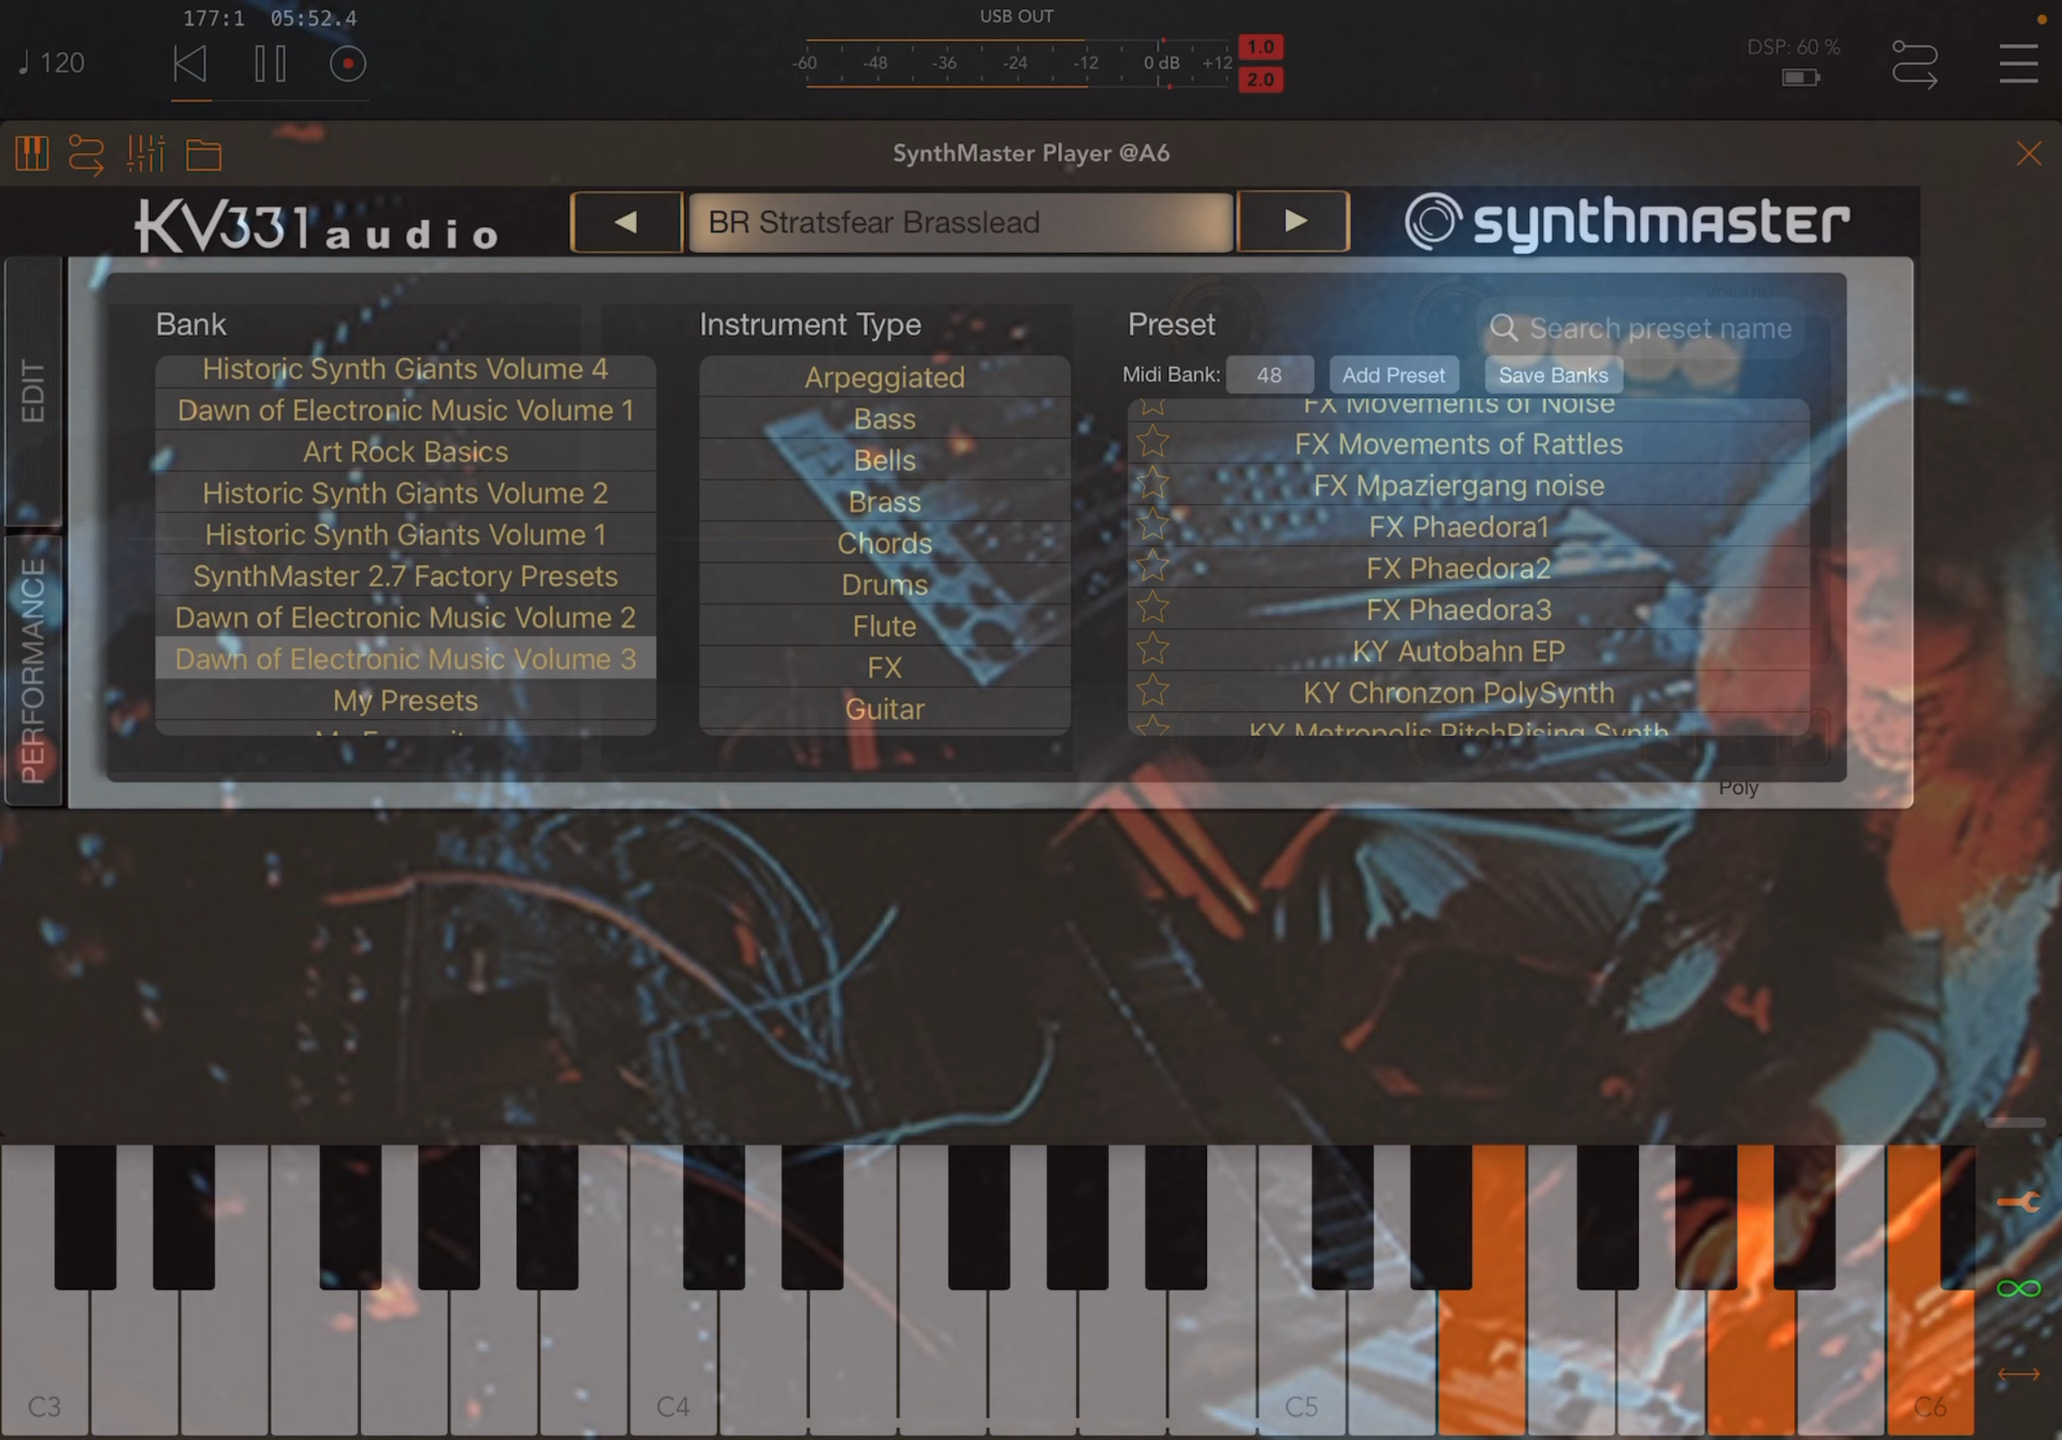 177:1 05:52.4
USB OUT
120
-60 -48 -36 -24 -12 0 dB +12
1.0
2.0
DSP: 60 %
SynthMaster Player @A6
KV331 audio
BR Stratsfear Brasslead
synthmaster
EDIT
PERFORMANCE
Volume
Bank
Historic Synth Giants Volume 4
Dawn of Electronic Music Volume 1
Art Rock Basics
Historic Synth Giants Volume 2
Historic Synth Giants Volume 1
SynthMaster 2.7 Factory Presets
Dawn of Electronic Music Volume 2
Dawn of Electronic Music Volume 3
My Presets
Instrument Type
Arpeggiated
Bass
Bells
Brass
Chords
Drums
Flute
FX
Guitar
Preset
Search preset name
Midi Bank: 48 Add Preset Save Banks
FX Movements of Noise
FX Movements of Rattles
FX Mpaziergang noise
FX Phaedora1
FX Phaedora2
FX Phaedora3
KY Autobahn EP
KY Chronzon PolySynth
KY Metropolis PitchRising Synth
Poly
C3 C4 C5 C6